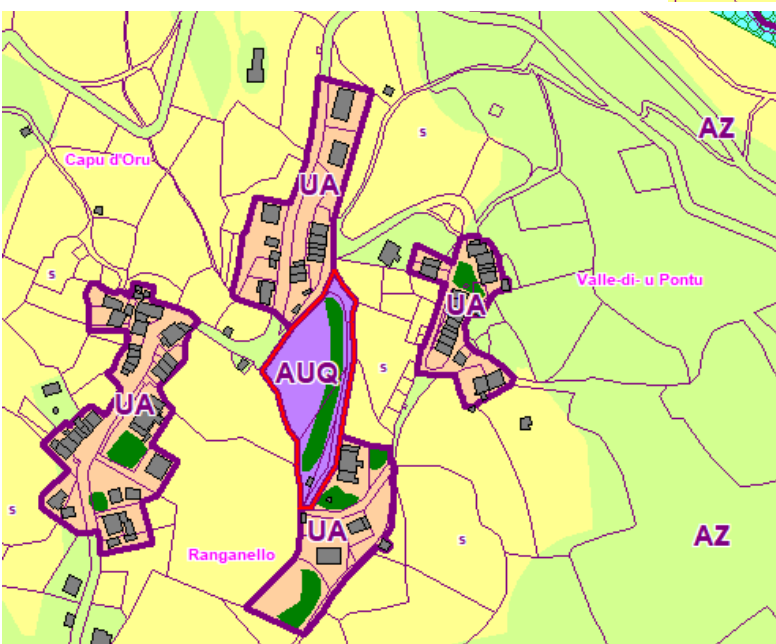 AZ
s
Capu d'Oru
UA
s
Valle-di- u Pontu
UA
AUQ
s
UA
s
UA
AZ
s
Ranganello